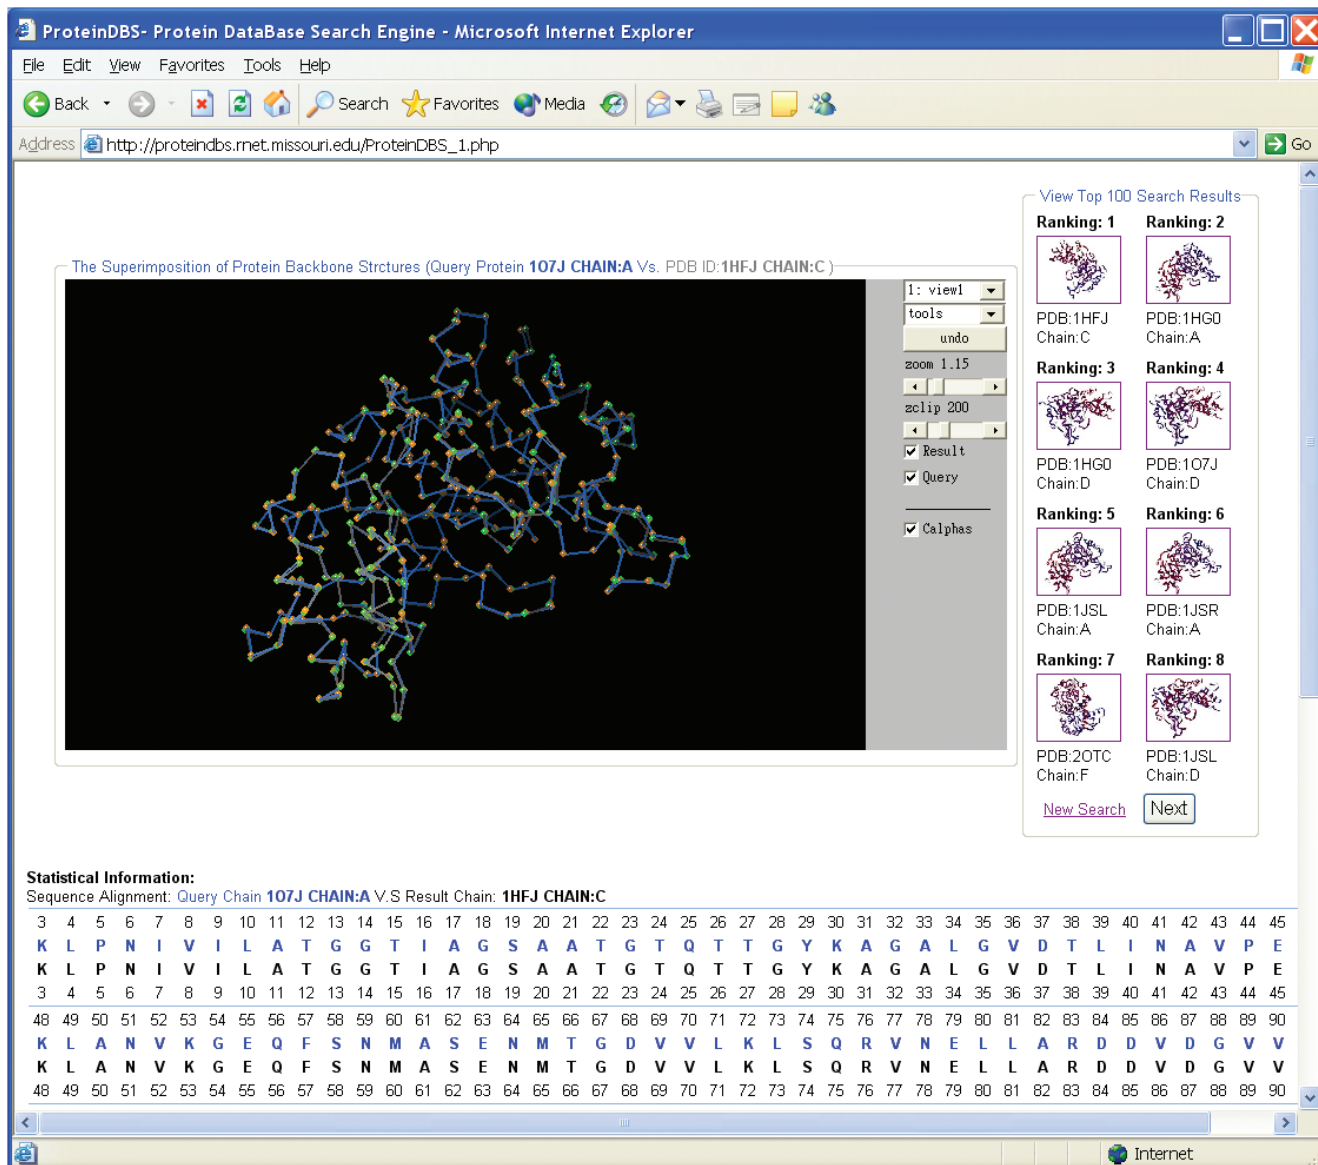 ProteinDBS- Protein DataBase Search Engine - Microsoft Internet Explorer
File Edit View Favorites Tools Help
Back Search Favorites Media
Address http://proteindbs.rnet.missouri.edu/ProteinDBS_1.php Go
The Superimposition of Protein Backbone Strctures (Query Protein 1O7J CHAIN:A Vs. PDB ID:1HFJ CHAIN:C )
1: view1
tools
undo
zoom 1.15
zclip 200
Result
Query
Calphas
View Top 100 Search Results
Ranking: 1 Ranking: 2
PDB:1HFJ PDB:1HG0
Chain:C Chain:A
Ranking: 3 Ranking: 4
PDB:1HG0 PDB:1O7J
Chain:D Chain:D
Ranking: 5 Ranking: 6
PDB:1JSL PDB:1JSR
Chain:A Chain:A
Ranking: 7 Ranking: 8
PDB:2OTC PDB:1JSL
Chain:F Chain:D
New Search Next
Statistical Information:
Sequence Alignment: Query Chain 1O7J CHAIN:A V.S Result Chain: 1HFJ CHAIN:C
3 4 5 6 7 8 9 10 11 12 13 14 15 16 17 18 19 20 21 22 23 24 25 26 27 28 29 30 31 32 33 34 35 36 37 38 39 40 41 42 43 44 45
K L P N I V I L A T G G T I A G S A A T G T Q T T G Y K A G A L G V D T L I N A V P E
K L P N I V I L A T G G T I A G S A A T G T Q T T G Y K A G A L G V D T L I N A V P E
3 4 5 6 7 8 9 10 11 12 13 14 15 16 17 18 19 20 21 22 23 24 25 26 27 28 29 30 31 32 33 34 35 36 37 38 39 40 41 42 43 44 45
48 49 50 51 52 53 54 55 56 57 58 59 60 61 62 63 64 65 66 67 68 69 70 71 72 73 74 75 76 77 78 79 80 81 82 83 84 85 86 87 88 89 90
K L A N V K G E Q F S N M A S E N M T G D V V L K L S Q R V N E L L A R D D V D G V V
K L A N V K G E Q F S N M A S E N M T G D V V L K L S Q R V N E L L A R D D V D G V V
48 49 50 51 52 53 54 55 56 57 58 59 60 61 62 63 64 65 66 67 68 69 70 71 72 73 74 75 76 77 78 79 80 81 82 83 84 85 86 87 88 89 90
Internet